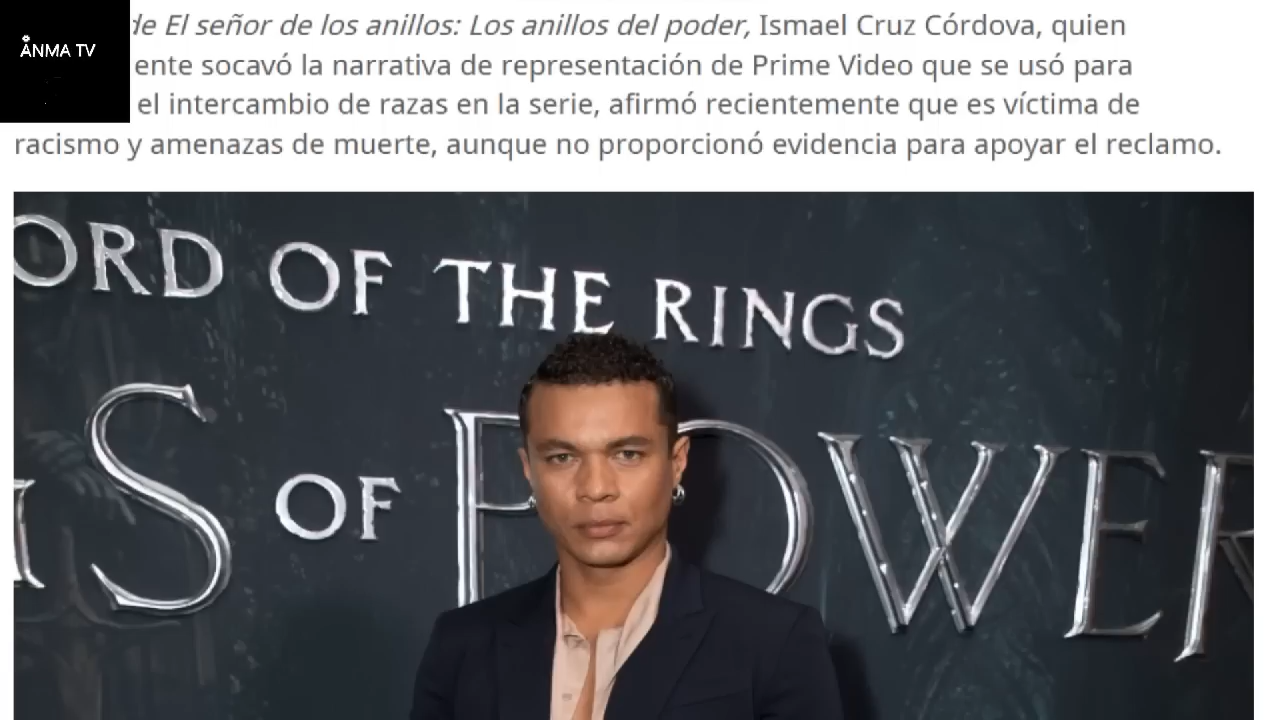 ÅNMA TV
de El señor de los anillos: Los anillos del poder, Ismael Cruz Córdova, quien
ente socavó la narrativa de representación de Prime Video que se usó para
el intercambio de razas en la serie, afirmó recientemente que es víctima de
racismo y amenazas de muerte, aunque no proporcionó evidencia para apoyar el reclamo.
ORD OF THE RINGS
S OF POWER